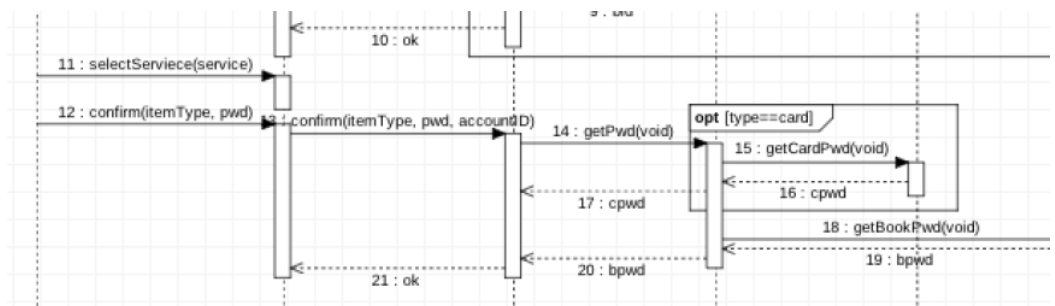 10 : ok
11 : selectServiece(service)
12 : confirm(itemType, pwd)
13 : confirm(itemType, pwd, accountID)
opt [type==card]
14 : getPwd(void)
15 : getCardPwd(void)
16 : cpwd
17 : cpwd
18 : getBookPwd(void)
19 : bpwd
20 : bpwd
21 : ok